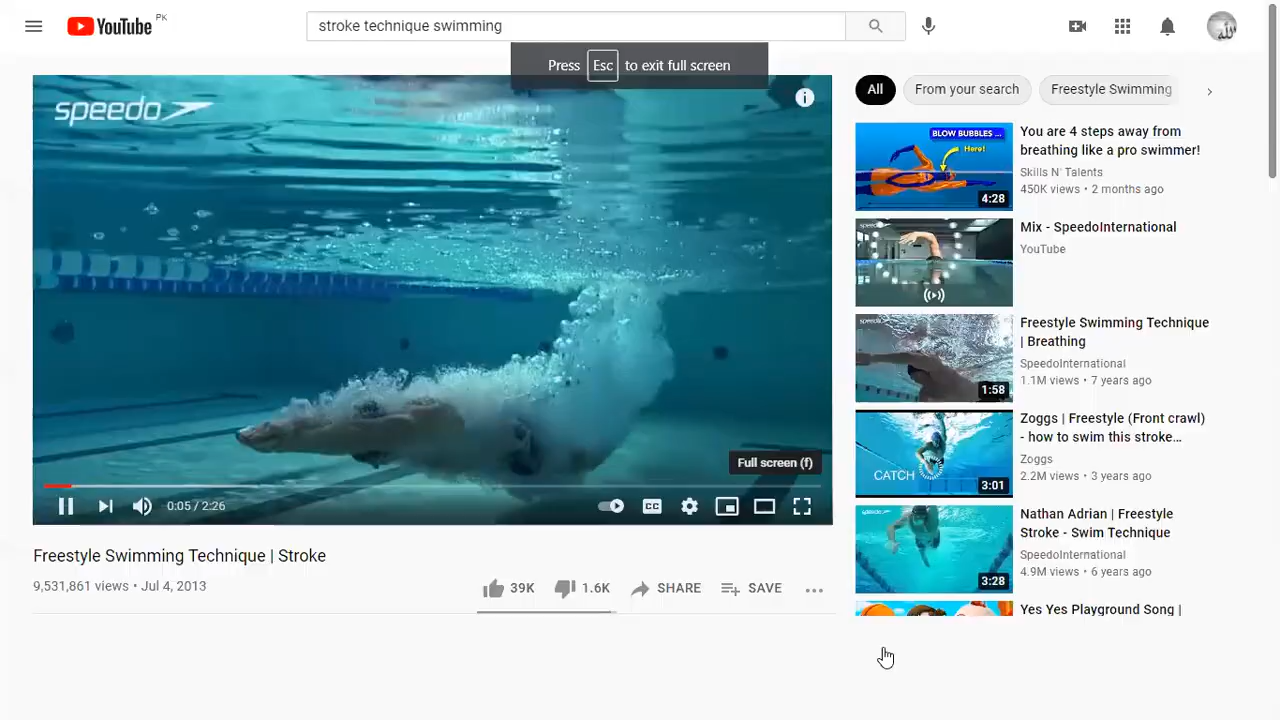 YouTube PK
stroke technique swimming
Press Esc to exit full screen
speedo
Full screen (f)
0:05 / 2:26
CC
Freestyle Swimming Technique | Stroke
9,531,861 views • Jul 4, 2013
39K
1.6K
SHARE
SAVE
All
From your search
Freestyle Swimming
BLOW BUBBLES ...
Here!
4:28
You are 4 steps away from
breathing like a pro swimmer!
Skills N' Talents
450K views • 2 months ago
speedo
Mix - SpeedoInternational
YouTube
speedo
1:58
Freestyle Swimming Technique
| Breathing
SpeedoInternational
1.1M views • 7 years ago
CATCH
3:01
Zoggs | Freestyle (Front crawl)
- how to swim this stroke...
Zoggs
2.2M views • 3 years ago
speedo
3:28
Nathan Adrian | Freestyle
Stroke - Swim Technique
SpeedoInternational
4.9M views • 6 years ago
Yes Yes Playground Song |